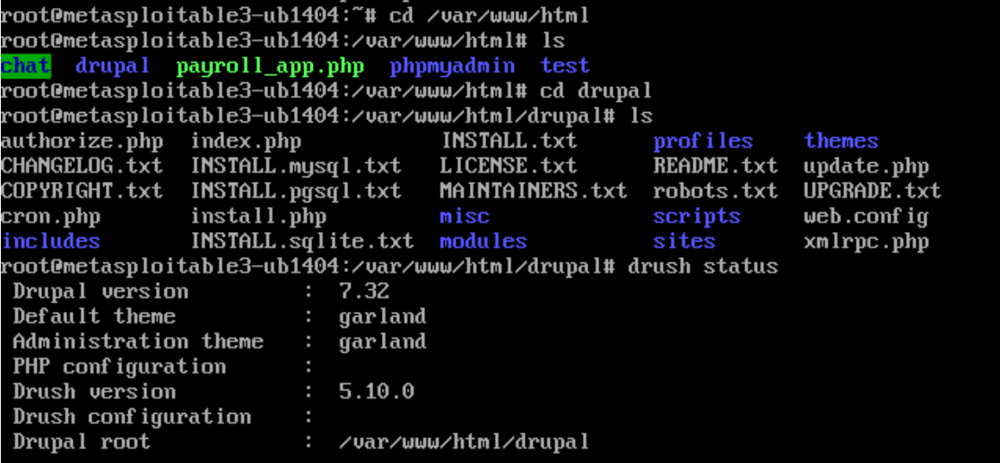 root@metasploitable3-ub1404:~# cd /var/www/html
root@metasploitable3-ub1404:/var/www/html# ls
chat drupal payroll_app.php phpmyadmin test
root@metasploitable3-ub1404:/var/www/html# cd drupal
root@metasploitable3-ub1404:/var/www/html/drupal# ls
authorize.php index.php INSTALL.txt profiles themes
CHANGELOG.txt INSTALL.mysql.txt LICENSE.txt README.txt update.php
COPYRIGHT.txt INSTALL.pgsql.txt MAINTAINERS.txt robots.txt UPGRADE.txt
cron.php install.php misc scripts web.config
includes INSTALL.sqlite.txt modules sites xmlrpc.php
root@metasploitable3-ub1404:/var/www/html/drupal# drush status
Drupal version : 7.32
Default theme : garland
Administration theme : garland
PHP configuration :
Drush version : 5.10.0
Drush configuration :
Drupal root : /var/www/html/drupal